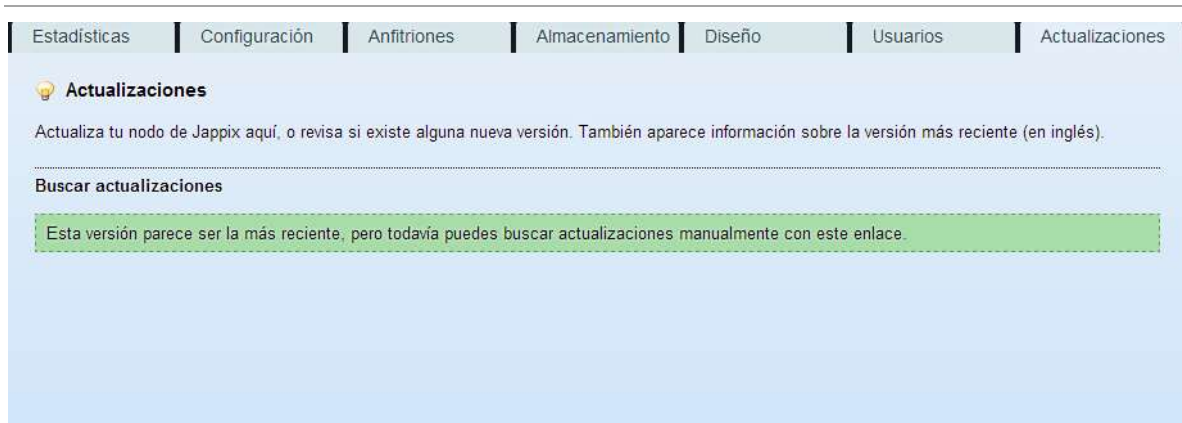 Estadísticas Configuración Anfitriones Almacenamiento Diseño Usuarios Actualizaciones
Actualizaciones
Actualiza tu nodo de Jappix aquí, o revisa si existe alguna nueva versión. También aparece información sobre la versión más reciente (en inglés).
Buscar actualizaciones
Esta versión parece ser la más reciente, pero todavía puedes buscar actualizaciones manualmente con este enlace.